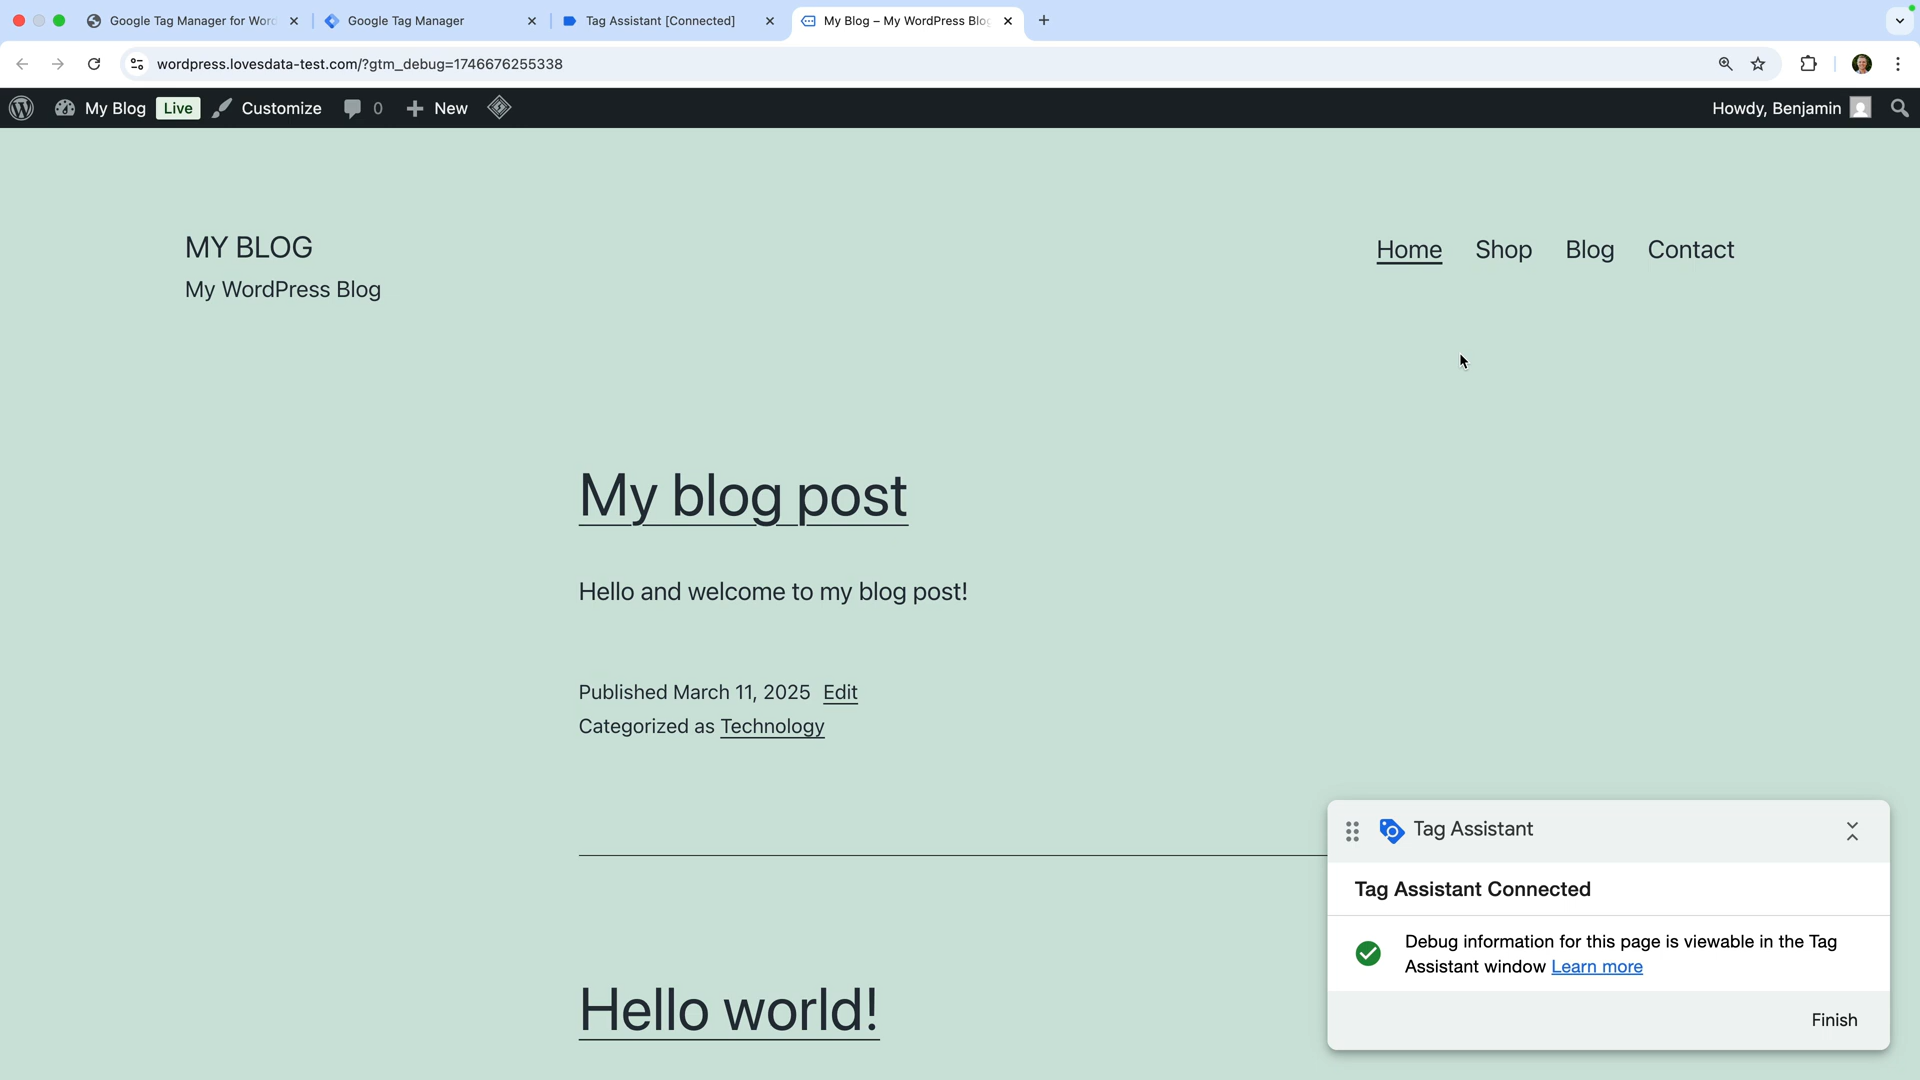 Google Tag Manager for Word
Google Tag Manager
Tag Assistant [Connected]
My Blog – My WordPress Blog
wordpress.lovesdata-test.com/?gtm_debug=1746676255338
My Blog Live Customize 0 New
Howdy, Benjamin
MY BLOG
My WordPress Blog
Home Shop Blog Contact
My blog post
Hello and welcome to my blog post!
Published March 11, 2025 Edit
Categorized as Technology
Hello world!
Tag Assistant
Tag Assistant Connected
Debug information for this page is viewable in the Tag
Assistant window Learn more
Finish